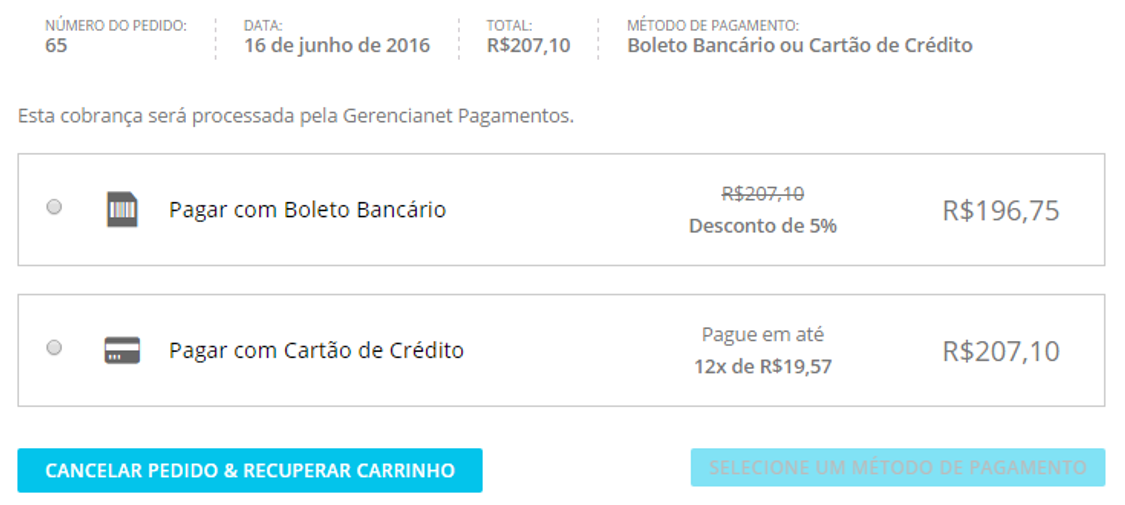 NÚMERO DO PEDIDO:
65
DATA:
16 de junho de 2016
TOTAL:
R$207,10
MÉTODO DE PAGAMENTO:
Boleto Bancário ou Cartão de Crédito
Esta cobrança será processada pela Gerencianet Pagamentos.
Pagar com Boleto Bancário
R$207,10
Desconto de 5%
R$196,75
Pagar com Cartão de Crédito
Pague em até
12x de R$19,57
R$207,10
CANCELAR PEDIDO & RECUPERAR CARRINHO
SELECIONE UM MÉTODO DE PAGAMENTO